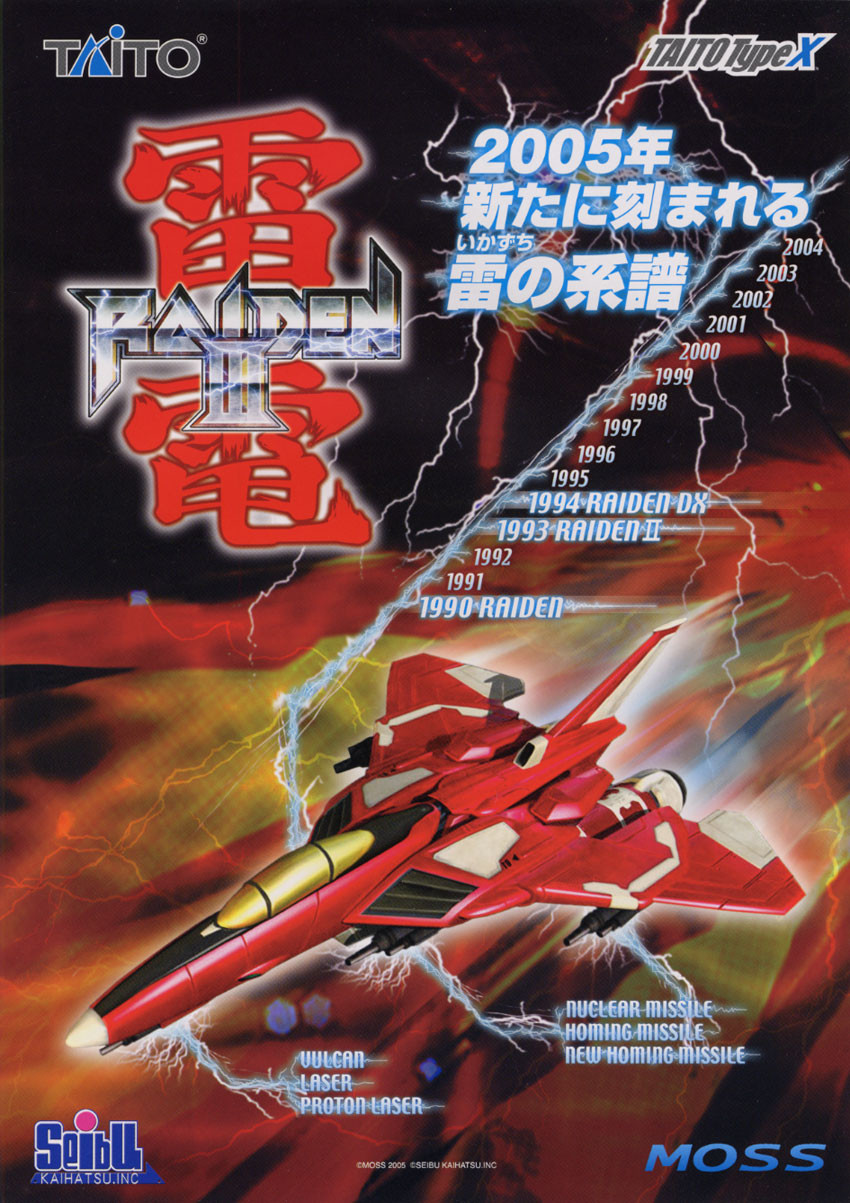 TAITO®
TAITO Type X
雷
RAIDEN
III
電
2005年
新たに刻まれる
いかずち
雷の系譜
2004
2003
2002
2001
2000
1999
1998
1997
1996
1995
1994 RAIDEN DX
1993 RAIDEN II
1992
1991
1990 RAIDEN
NUCLEAR MISSILE
HOMING MISSILE
NEW HOMING MISSILE
VULCAN
LASER
PROTON LASER
SEIBU
KAIHATSU.INC
©MOSS 2005 ©SEIBU KAIHATSU.INC
MOSS